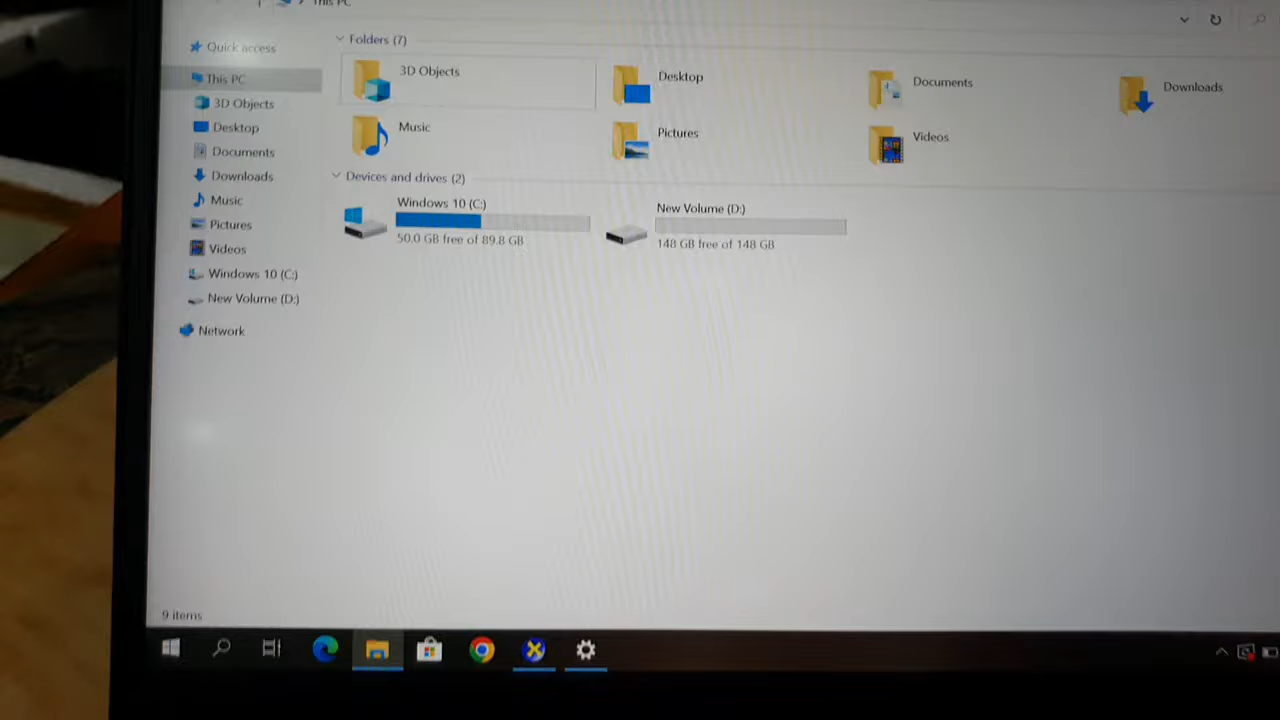 This PC
Quick access
This PC
3D Objects
Desktop
Documents
Downloads
Music
Pictures
Videos
Windows 10 (C:)
New Volume (D:)
Network
Folders (7)
3D Objects
Desktop
Documents
Downloads
Music
Pictures
Videos
Devices and drives (2)
Windows 10 (C:)
50.0 GB free of 89.8 GB
New Volume (D:)
148 GB free of 148 GB
9 items